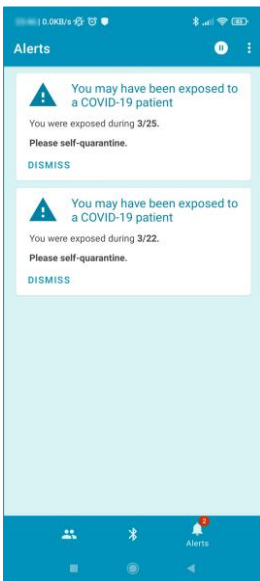 0.0KB/s
Alerts
You may have been exposed to
a COVID-19 patient
You were exposed during 3/25.
Please self-quarantine.
DISMISS
You may have been exposed to
a COVID-19 patient
You were exposed during 3/22.
Please self-quarantine.
DISMISS
2
Alerts